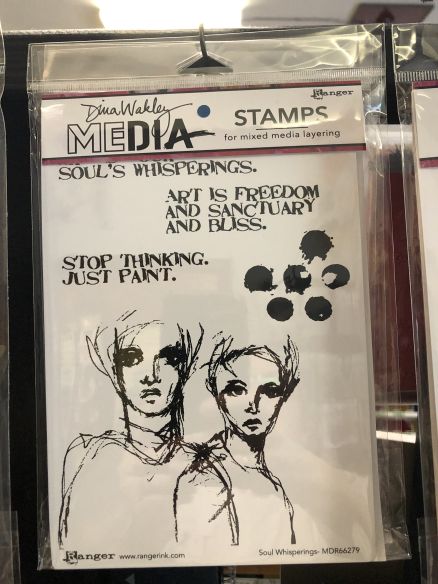 Ranger
Dina Wakley
MEDIA
STAMPS
for mixed media layering
SOUL'S WHISPERINGS.
ART IS FREEDOM
AND SANCTUARY
AND BLISS.
STOP THINKING.
JUST PAINT.
Ranger www.rangerink.com
Soul Whisperings- MDR66279